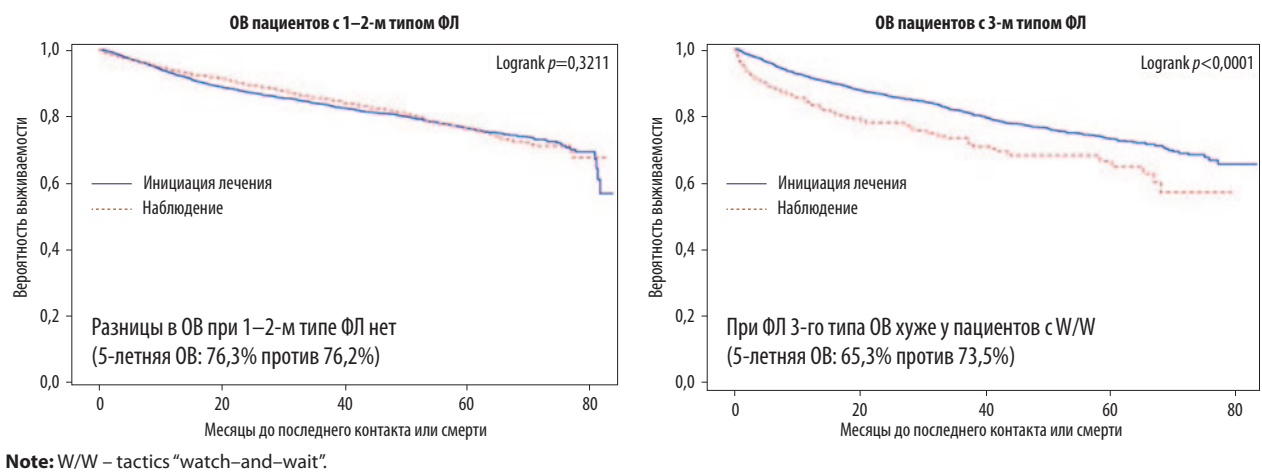 ОВ пациентов с 1–2-м типом ФЛ
Вероятность выживаемости
1,0
0,8
0,6
0,4
0,2
0,0
Logrank p=0,3211
Инициация лечения
Наблюдение
Разницы в ОВ при 1–2-м типе ФЛ нет
(5-летняя ОВ: 76,3% против 76,2%)
0 20 40 60 80
Месяцы до последнего контакта или смерти
ОВ пациентов с 3-м типом ФЛ
Вероятность выживаемости
1,0
0,8
0,6
0,4
0,2
0,0
Logrank p<0,0001
Инициация лечения
Наблюдение
При ФЛ 3-го типа ОВ хуже у пациентов с W/W
(5-летняя ОВ: 65,3% против 73,5%)
0 20 40 60 80
Месяцы до последнего контакта или смерти
Note: W/W – tactics “watch–and–wait”.